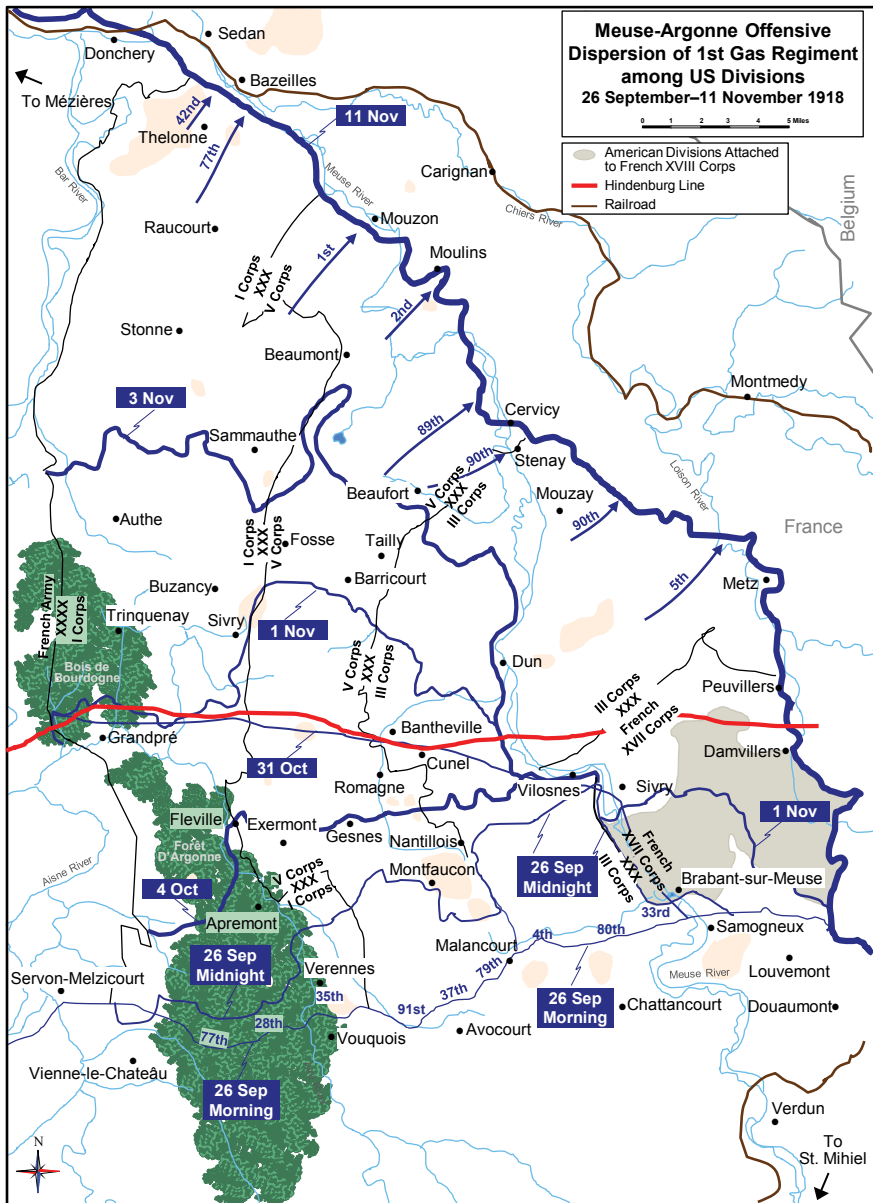 Meuse-Argonne Offensive
Dispersion of 1st Gas Regiment
among US Divisions
26 September–11 November 1918
0 1 2 3 4 5 Miles
American Divisions Attached
to French XVIII Corps
Hindenburg Line
Railroad
Sedan
Donchery
Bazeilles
To Mézières
42nd
Thelonne
11 Nov
77th
Carignan
Bar River
Meuse River
Chiers River
Belgium
Mouzon
Raucourt
1st
Moulins
I Corps
XXX
V Corps
2nd
Stonne
Beaumont
Montmedy
3 Nov
Cervicy
89th
Sammauthe
90th
Stenay
Loison River
Beaufort
V Corps
XXX
III Corps
Mouzay
90th
Authe
France
I Corps
XXX
V Corps
Fosse
Tailly
5th
Metz
Barricourt
Buzancy
French Army
XXXX
I Corps
Trinquenay
Sivry
1 Nov
V Corps
XXX
III Corps
Dun
Bois de
Bourdogne
Peuvillers
III Corps
XXX
French
XVII Corps
Bantheville
Grandpré
Damvillers
Cunel
31 Oct
Romagne
Vilosnes
Sivry
1 Nov
Fleville
Exermont
Gesnes
Nantillois
Forêt
D'Argonne
French
XVII Corps
XXX
III Corps
Aisne River
V Corps
XXX
I Corps
Montfaucon
26 Sep
Midnight
4 Oct
Brabant-sur-Meuse
Apremont
33rd
80th
4th
Samogneux
26 Sep
Midnight
Malancourt
79th
Verennes
Meuse River
Louvemont
Servon-Melzicourt
35th
37th
26 Sep
Morning
91st
Chattancourt
Douaumont
28th
77th
Avocourt
Vouquois
Vienne-le-Chateâu
26 Sep
Morning
Verdun
N
To
St. Mihiel